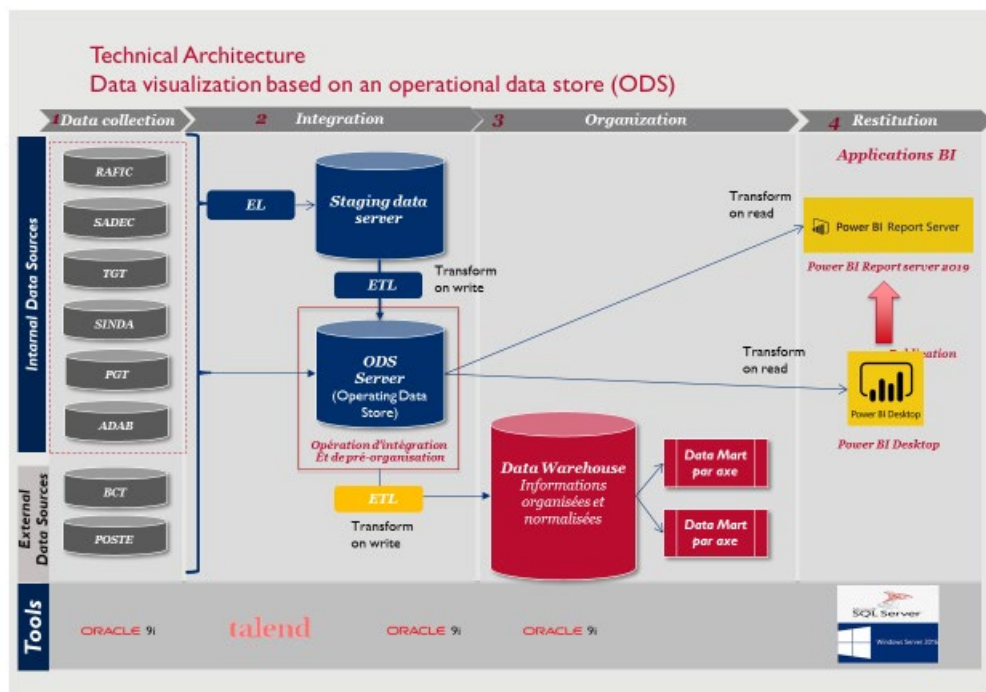 Technical Architecture
Data visualization based on an operational data store (ODS)
1 Data collection
2 Integration
3 Organization
4 Restitution
Intarnal Data Sources
RAFIC
SADEC
TGT
SINDA
PGT
ADAB
External
Data Sources
BCT
POSTE
EL
Staging data
server
ETL
Transform
on write
ODS
Server
(Operating Data
Store)
Opération d'intégration
Et de pré-organisation
ETL
Transform
on write
Data Warehouse
Informations
organisées et
normalisées
Data Mart
par axe
Data Mart
par axe
Transform
on read
Transform
on read
Applications BI
Power BI Report Server
Power BI Report server 2019
Power BI Desktop
Power BI Desktop
Tools
ORACLE 9i
talend
ORACLE 9i
ORACLE 9i
SQL Server
Windows Server 2016